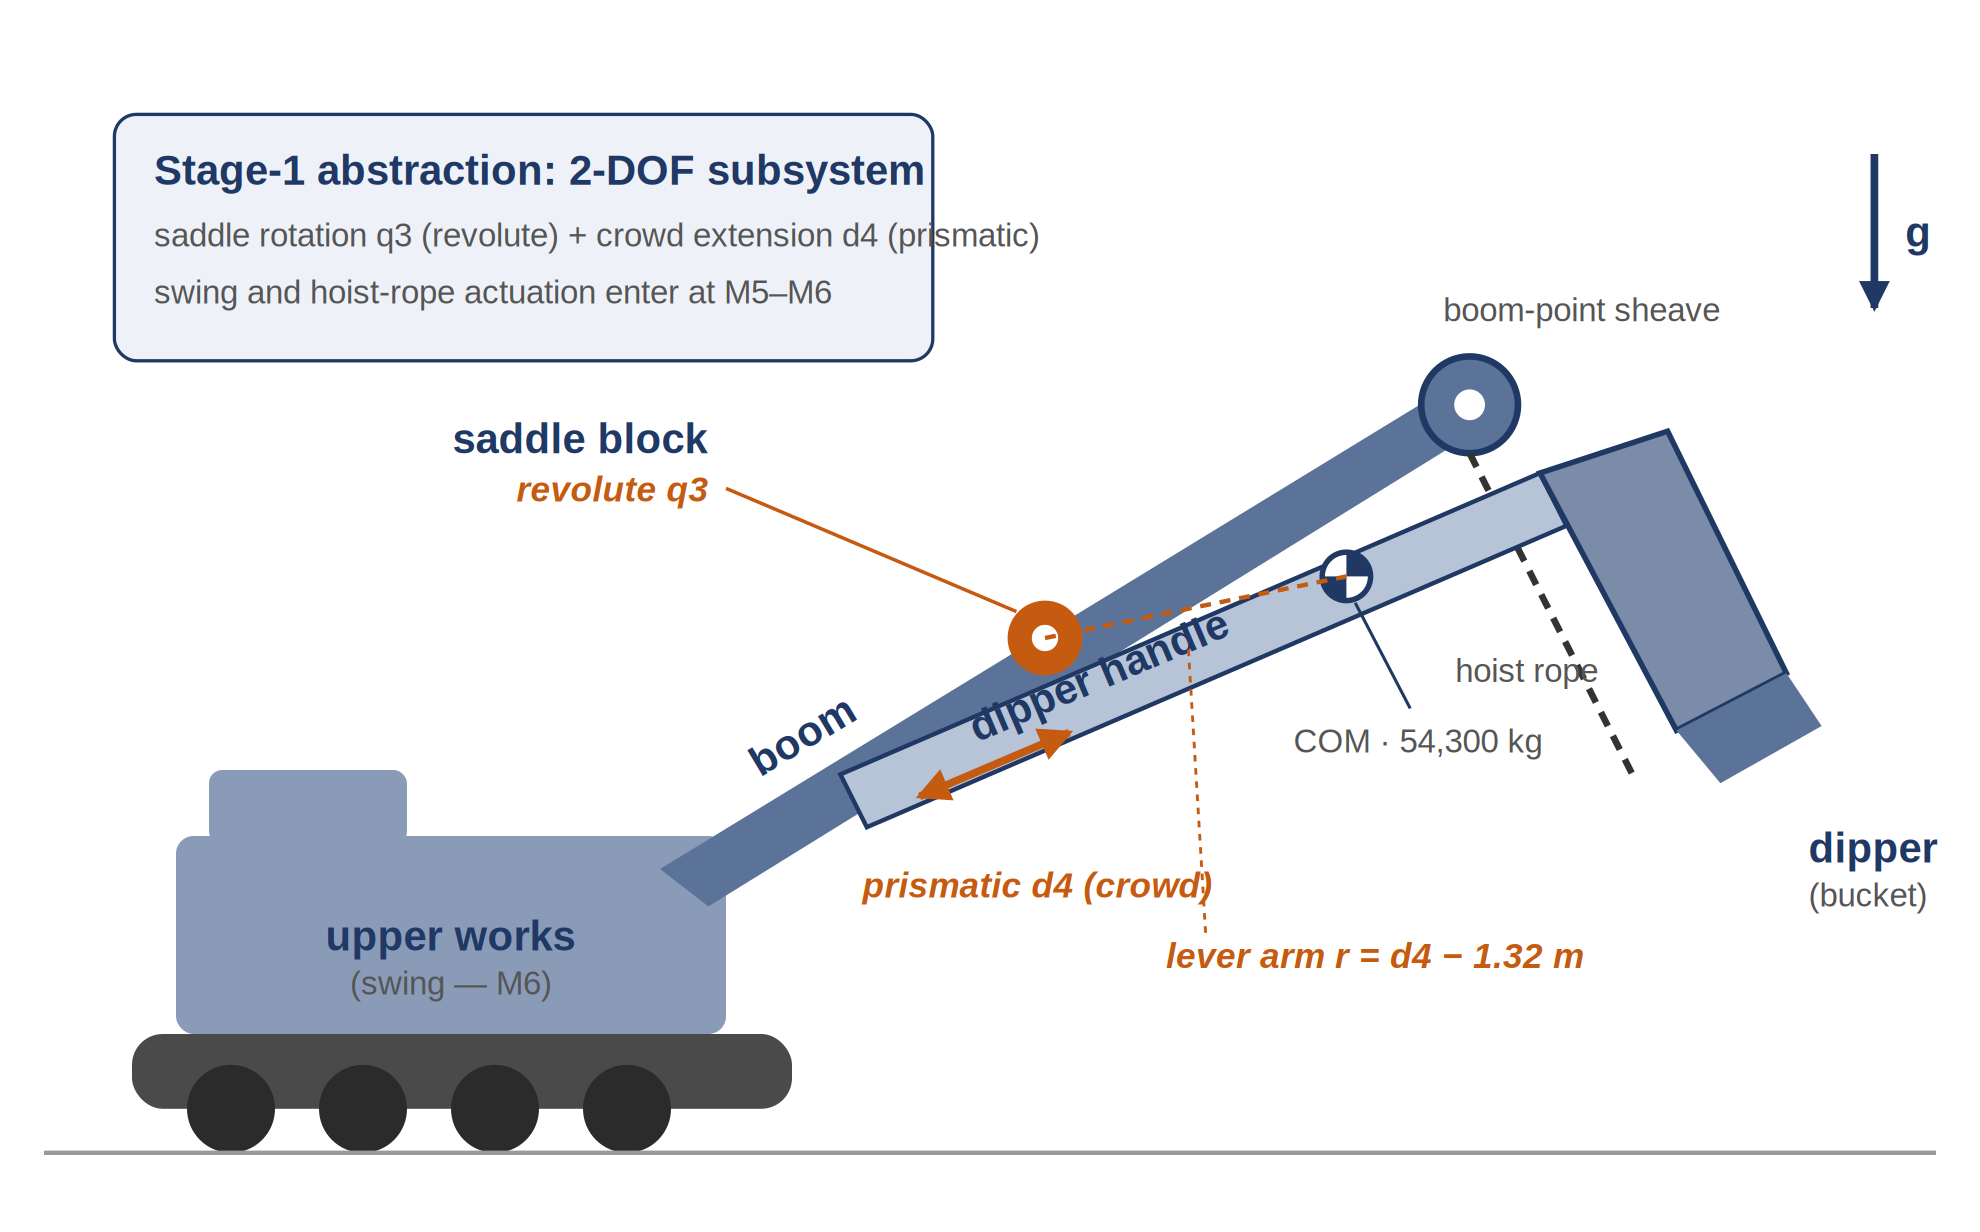 Stage-1 abstraction: 2-DOF subsystem
saddle rotation q3 (revolute) + crowd extension d4 (prismatic)
swing and hoist-rope actuation enter at M5–M6
g
boom-point sheave
saddle block
revolute q3
boom
dipper handle
hoist rope
COM · 54,300 kg
prismatic d4 (crowd)
lever arm r = d4 − 1.32 m
dipper
(bucket)
upper works
(swing — M6)